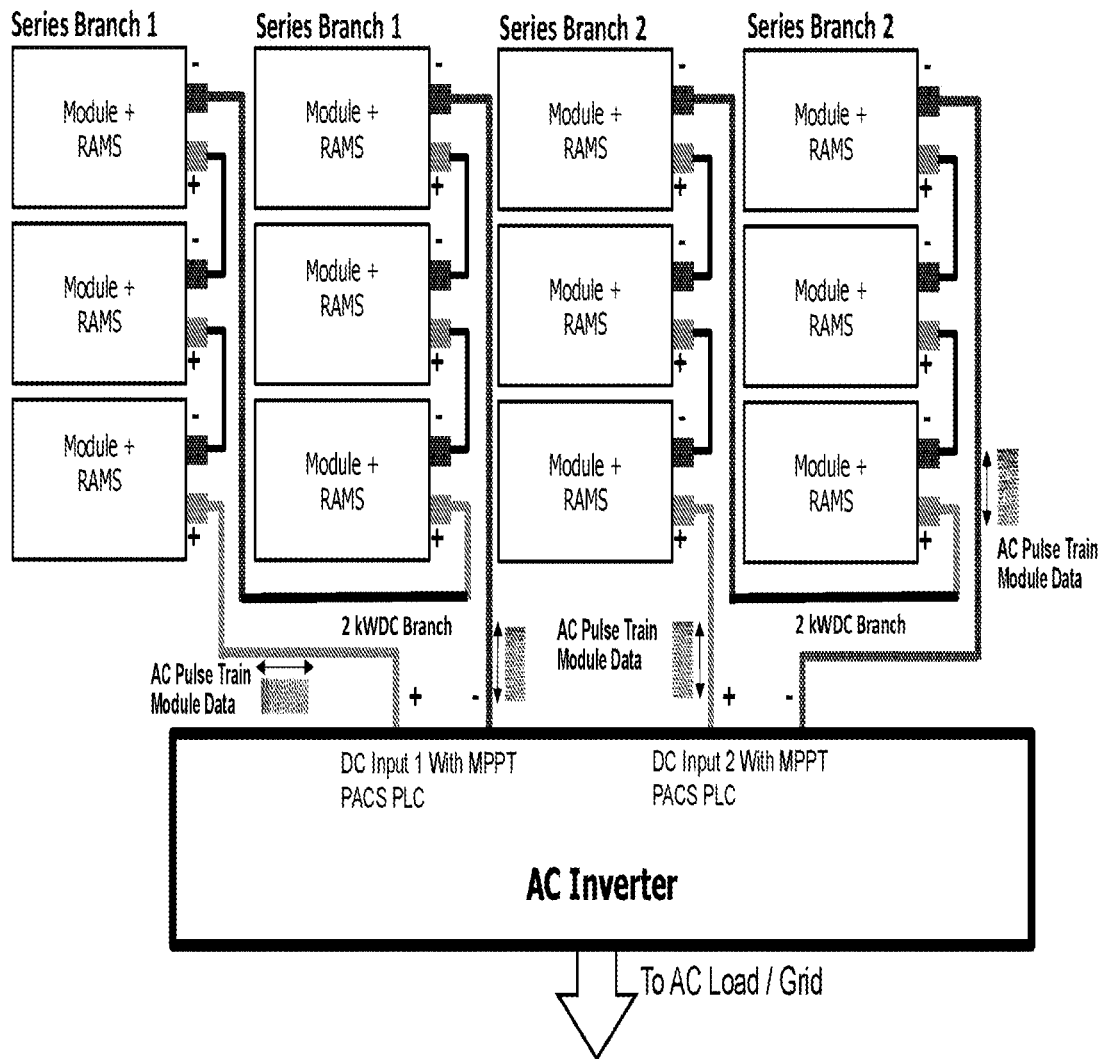 Series Branch 1
Series Branch 1
Series Branch 2
Series Branch 2
-
-
-
-
Module +
RAMS
Module +
RAMS
Module +
RAMS
Module +
RAMS
+
+
+
+
-
-
-
-
Module +
RAMS
Module +
RAMS
Module +
RAMS
Module +
RAMS
+
+
+
+
-
-
-
-
Module +
RAMS
Module +
RAMS
Module +
RAMS
Module +
RAMS
+
+
+
+
AC Pulse Train
Module Data
2 kWDC Branch
AC Pulse Train
Module Data
2 kWDC Branch
AC Pulse Train
Module Data
+
-
+
-
DC Input 1 With MPPT
PACS PLC
DC Input 2 With MPPT
PACS PLC
AC Inverter
To AC Load / Grid